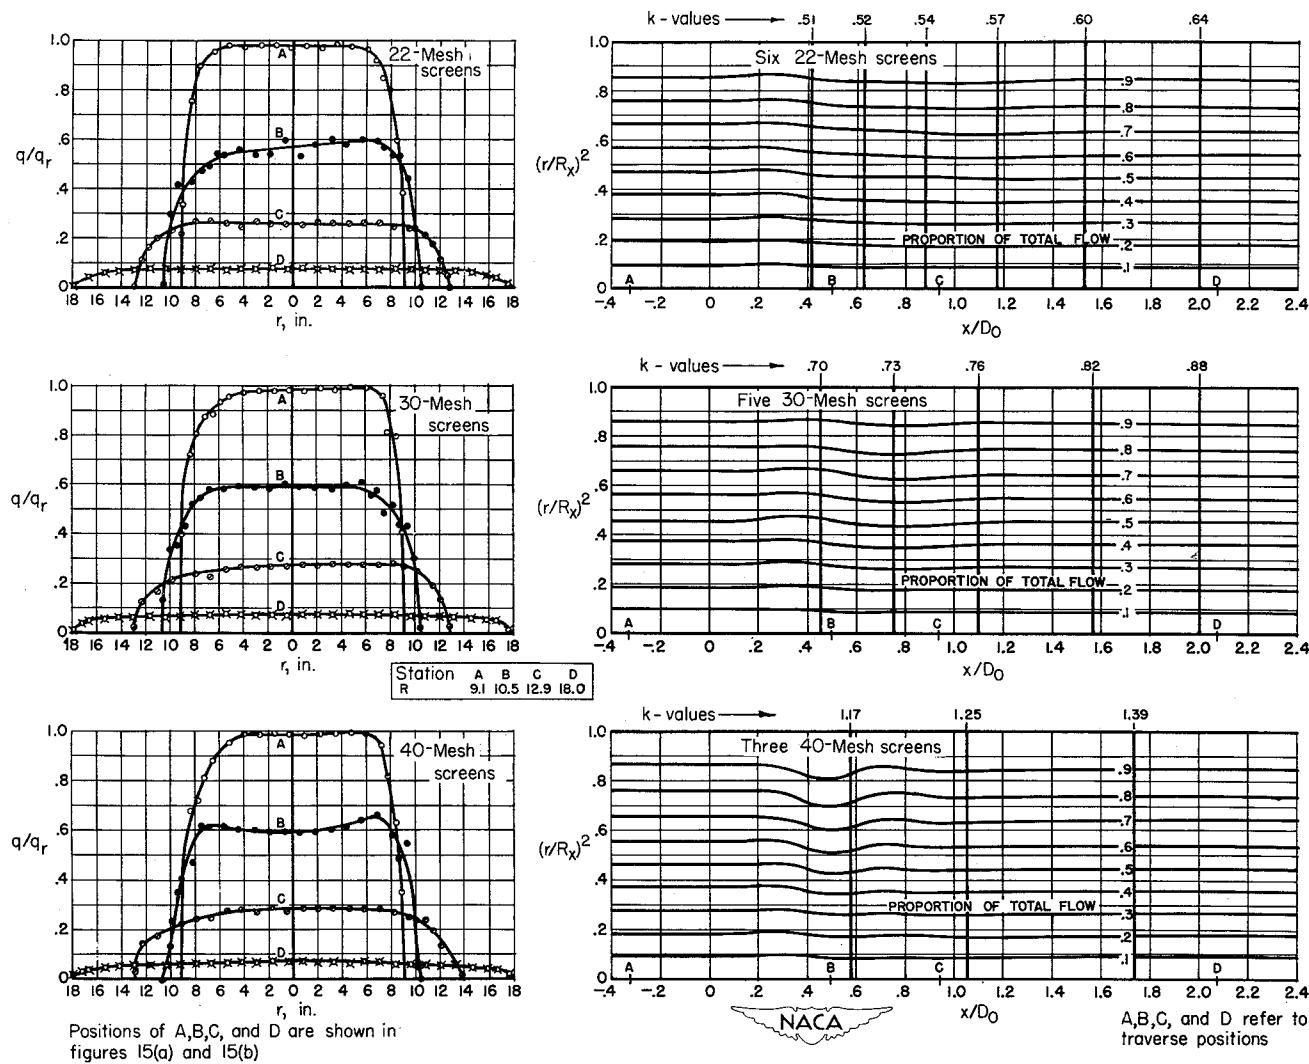 22-Mesh screens
q/qr
1.0
.8
.6
.4
.2
0
A
B
C
D
18 16 14 12 10 8 6 4 2 0 2 4 6 8 10 12 14 16 18
r, in.
k-values → .51 .52 .54 .57 .60 .64
Six 22-Mesh screens
(r/Rx)2
1.0
.8
.6
.4
.2
0
.9
.8
.7
.6
.5
.4
.3
PROPORTION OF TOTAL FLOW .2
.1
A B C D
-.4 -.2 0 .2 .4 .6 .8 1.0 1.2 1.4 1.6 1.8 2.0 2.2 2.4
x/D0
30-Mesh screens
q/qr
1.0
.8
.6
.4
.2
0
A
B
C
D
18 16 14 12 10 8 6 4 2 0 2 4 6 8 10 12 14 16 18
r, in.
k-values → .70 .73 .76 .82 .88
Five 30-Mesh screens
(r/Rx)2
1.0
.8
.6
.4
.2
0
.9
.8
.7
.6
.5
.4
.3
PROPORTION OF TOTAL FLOW
.2
.1
A B C D
-.4 -.2 0 .2 .4 .6 .8 1.0 1.2 1.4 1.6 1.8 2.0 2.2 2.4
x/D0
Station A B C D
R 9.1 10.5 12.9 18.0
40-Mesh screens
q/qr
1.0
.8
.6
.4
.2
0
A
B
C
D
18 16 14 12 10 8 6 4 2 0 2 4 6 8 10 12 14 16 18
r, in.
k-values → 1.17 1.25 1.39
Three 40-Mesh screens
(r/Rx)2
1.0
.8
.6
.4
.2
0
.9
.8
.7
.6
.5
.4
PROPORTION OF TOTAL FLOW
.3
.2
.1
A B C D
-.4 -.2 0 .2 .4 .6 .8 1.0 1.2 1.4 1.6 1.8 2.0 2.2 2.4
x/D0
Positions of A,B,C, and D are shown in
figures 15(a) and 15(b)
NACA
A,B,C, and D refer to
traverse positions